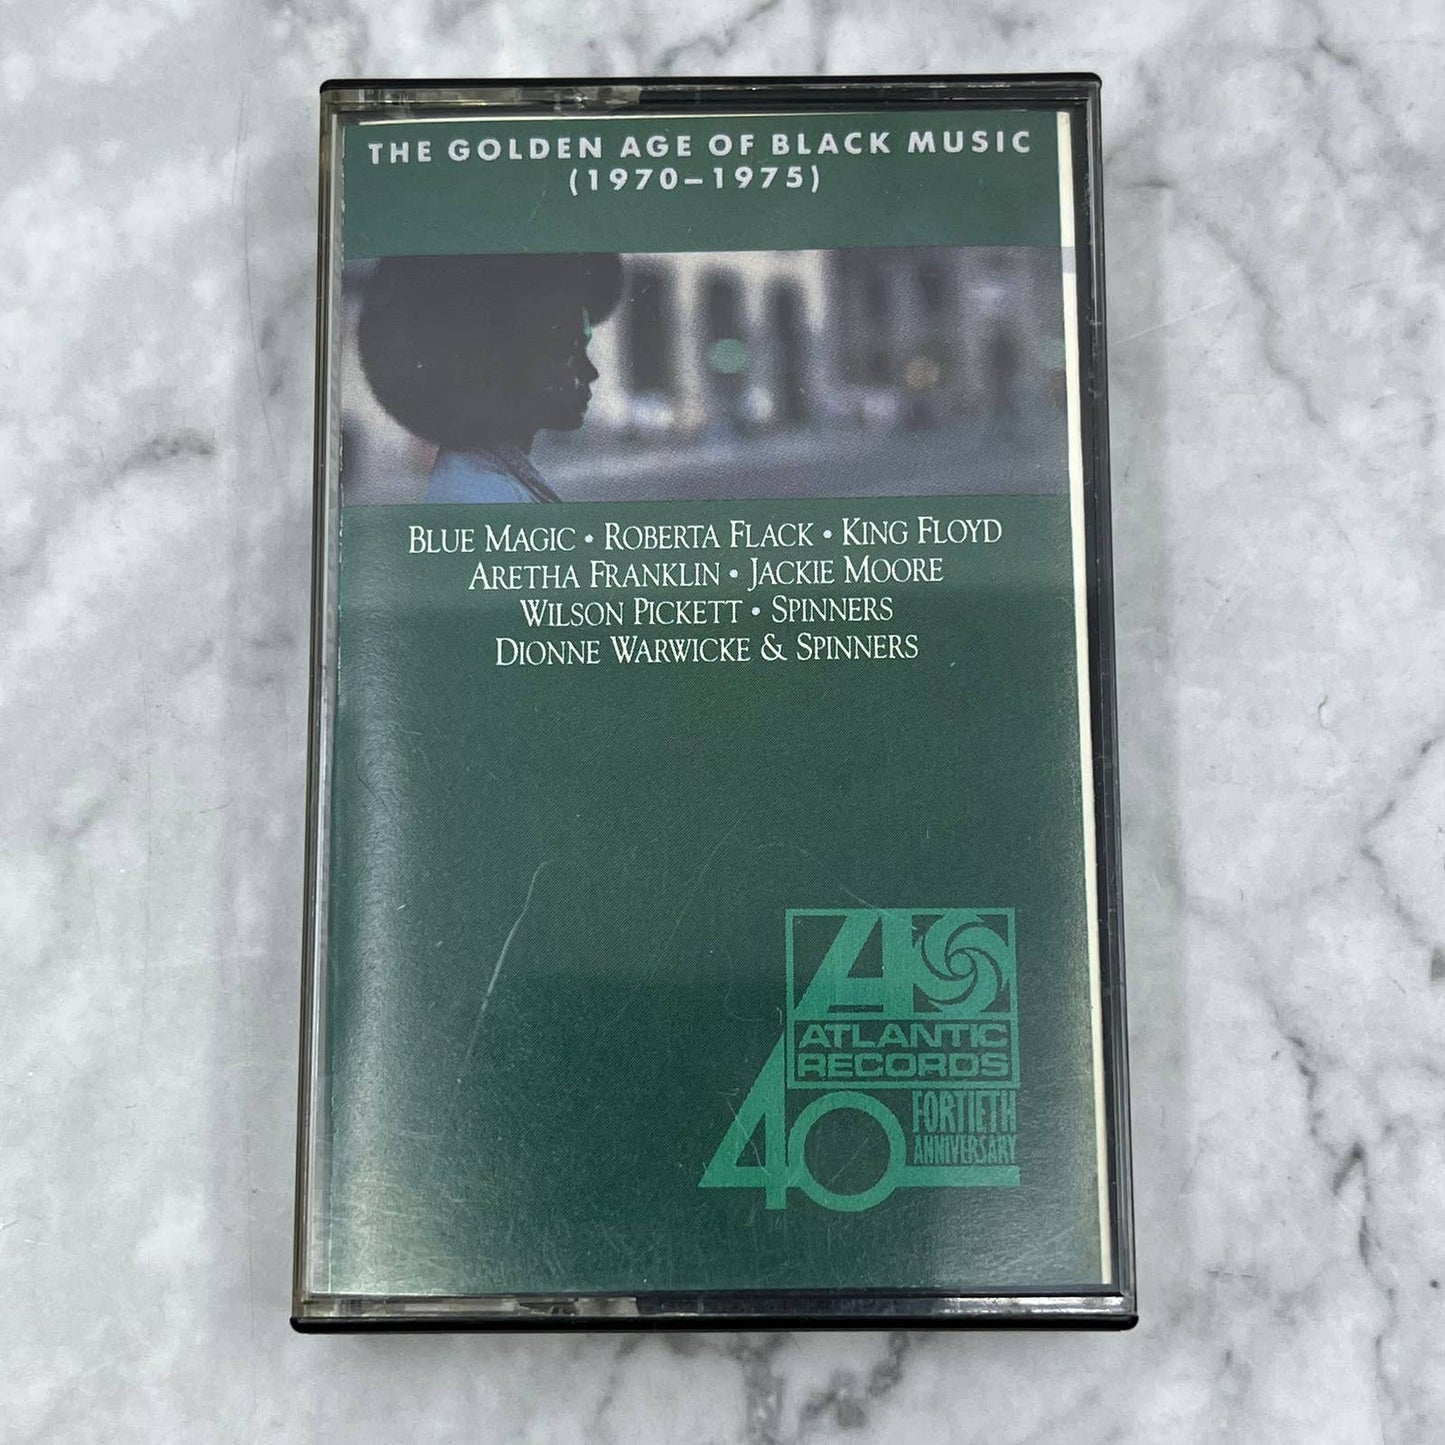 THE GOLDEN AGE OF BLACK MUSIC
(1970–1975)
BLUE MAGIC • ROBERTA FLACK • KING FLOYD
ARETHA FRANKLIN • JACKIE MOORE
WILSON PICKETT • SPINNERS
DIONNE WARWICKE & SPINNERS
ATLANTIC
RECORDS
40
FORTIETH
ANNIVERSARY